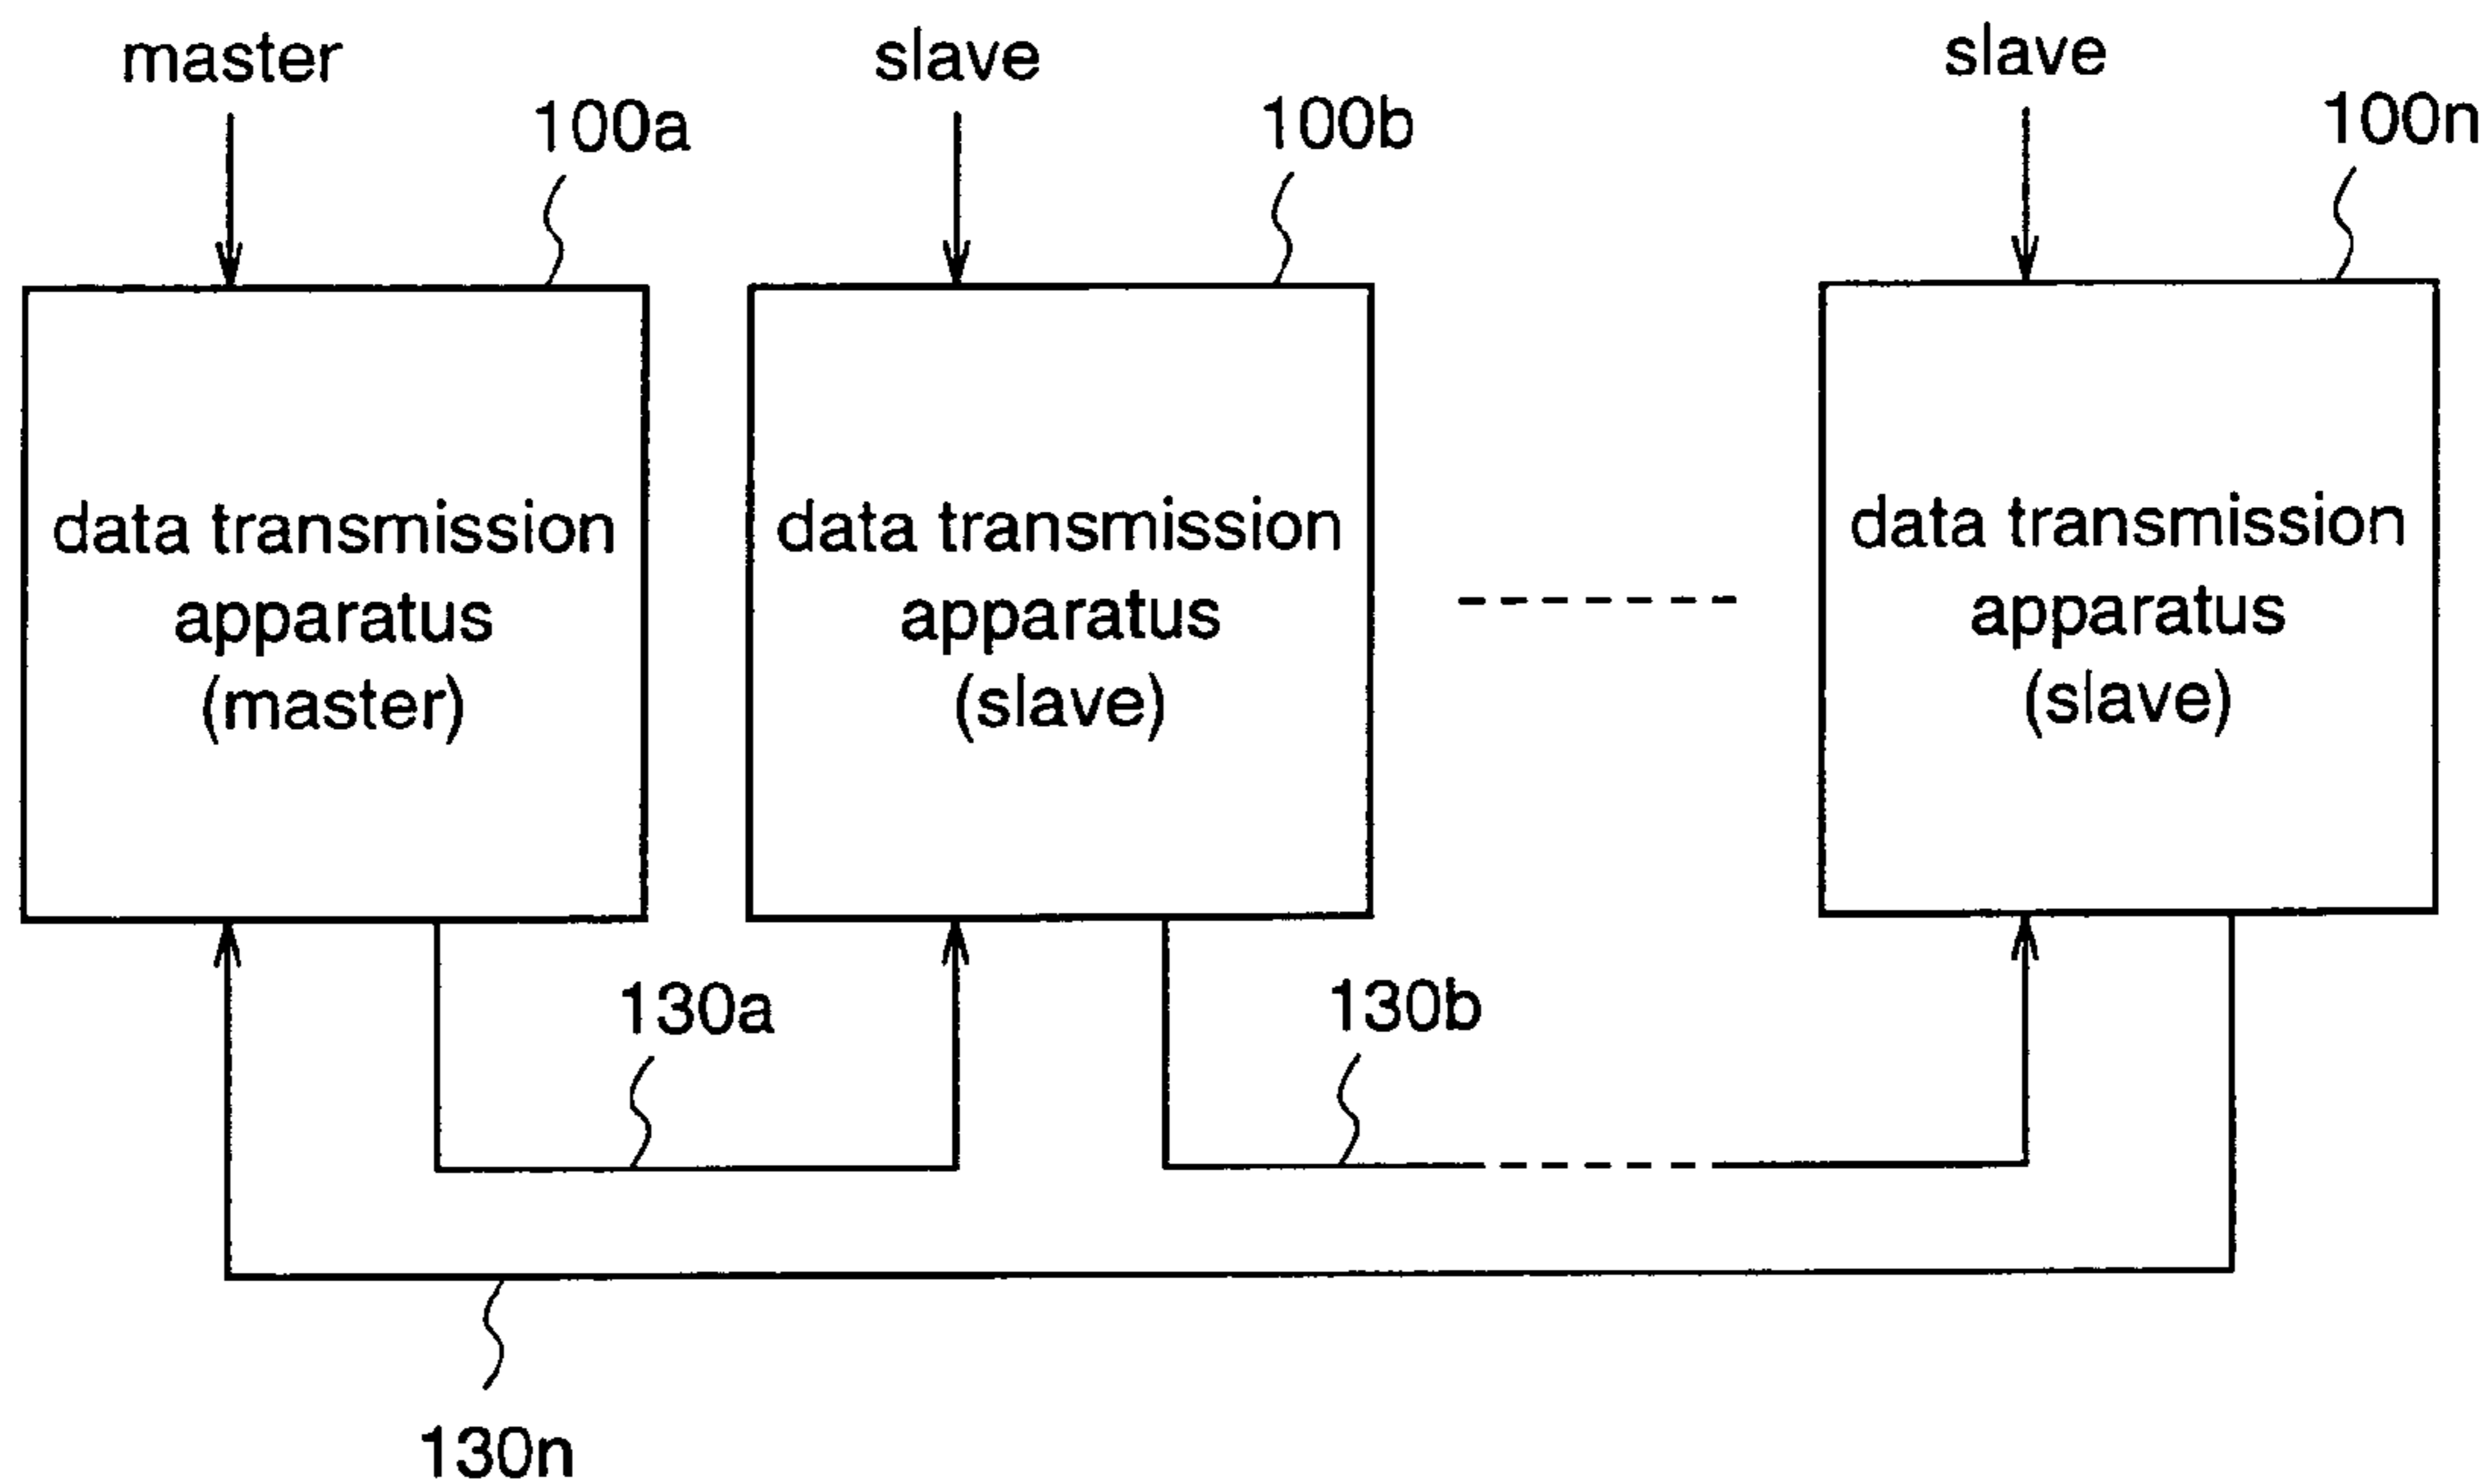 master
slave
slave
100a
100b
100n
data transmission
apparatus
(master)
data transmission
apparatus
(slave)
data transmission
apparatus
(slave)
130a
130b
130n